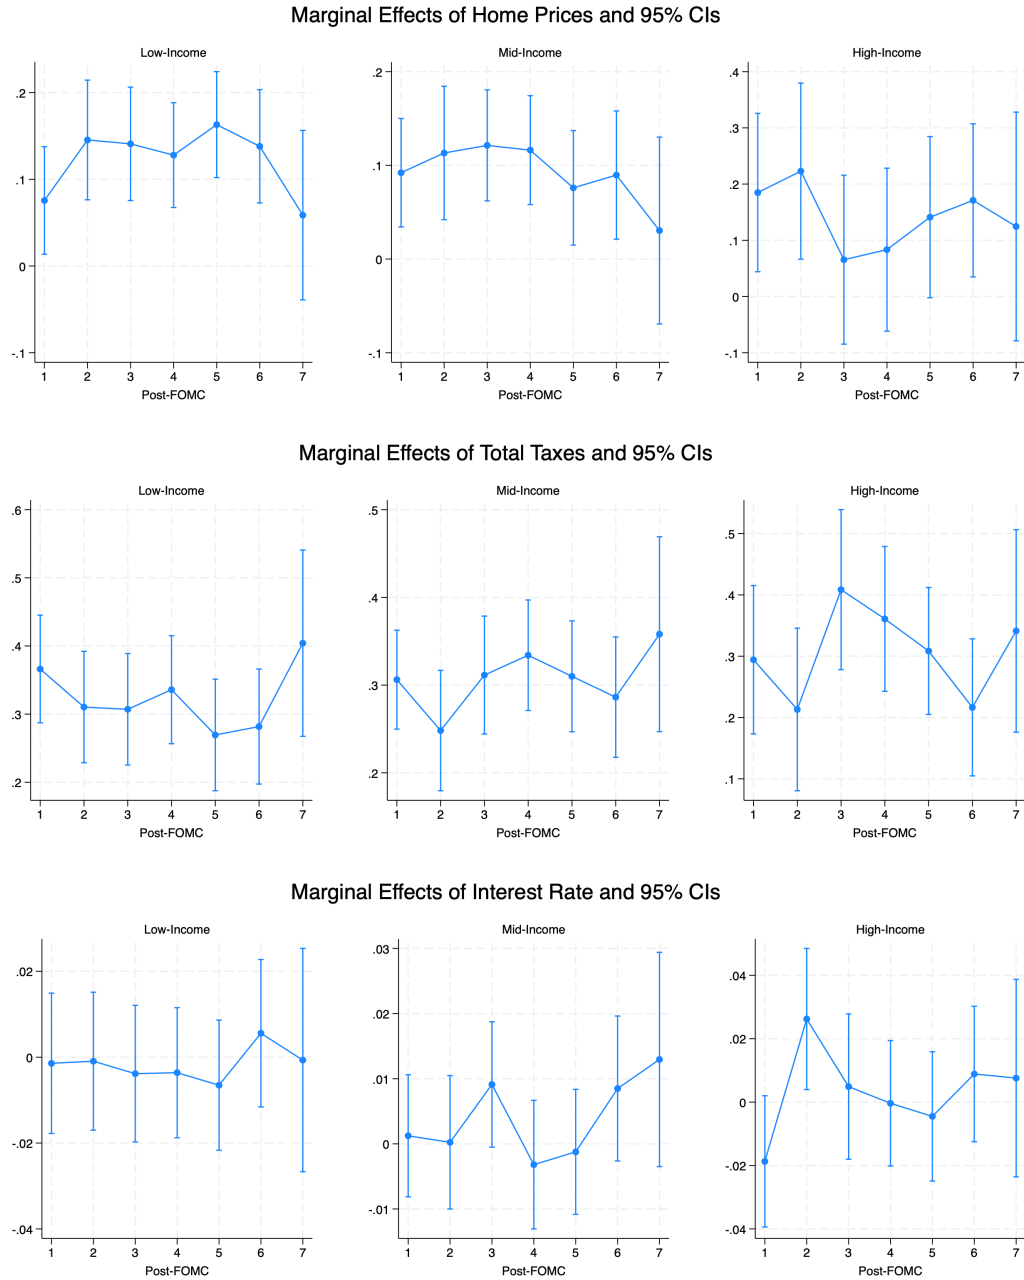 Marginal Effects of Home Prices and 95% CIs
Low-Income
Mid-Income
High-Income
.2
.1
0
-.1
1 2 3 4 5 6 7
Post-FOMC
.2
.1
0
-.1
1 2 3 4 5 6 7
Post-FOMC
.4
.3
.2
.1
0
-.1
1 2 3 4 5 6 7
Post-FOMC
Marginal Effects of Total Taxes and 95% CIs
Low-Income
Mid-Income
High-Income
.6
.5
.4
.3
.2
1 2 3 4 5 6 7
Post-FOMC
.5
.4
.3
.2
1 2 3 4 5 6 7
Post-FOMC
.5
.4
.3
.2
.1
1 2 3 4 5 6 7
Post-FOMC
Marginal Effects of Interest Rate and 95% CIs
Low-Income
Mid-Income
High-Income
.02
0
-.02
-.04
1 2 3 4 5 6 7
Post-FOMC
.03
.02
.01
0
-.01
1 2 3 4 5 6 7
Post-FOMC
.04
.02
0
-.02
-.04
1 2 3 4 5 6 7
Post-FOMC